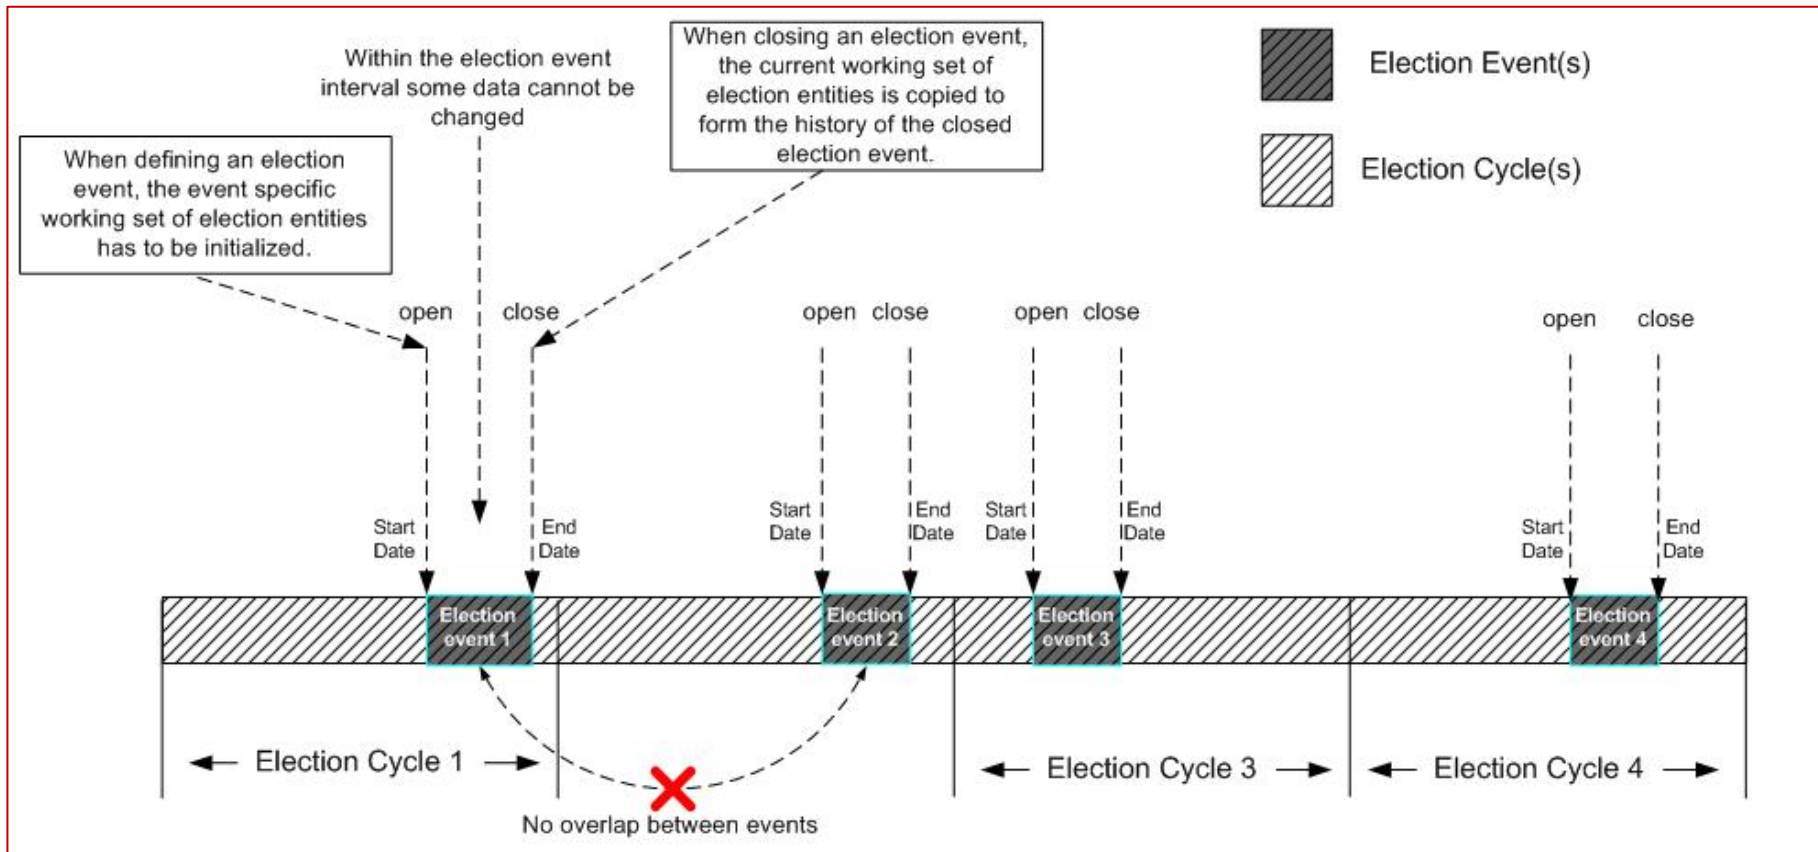 When defining an election
event, the event specific
working set of election entities
has to be initialized.
Within the election event
interval some data cannot be
changed
When closing an election event,
the current working set of
election entities is copied to
form the history of the closed
election event.
Election Event(s)
Election Cycle(s)
open
close
open
close
open
close
open
close
Start
Date
End
Date
Start
Date
End
Date
Start
Date
End
Date
Start
Date
End
Date
Election
event 1
Election
event 2
Election
event 3
Election
event 4
Election Cycle 1
Election Cycle 3
Election Cycle 4
No overlap between events